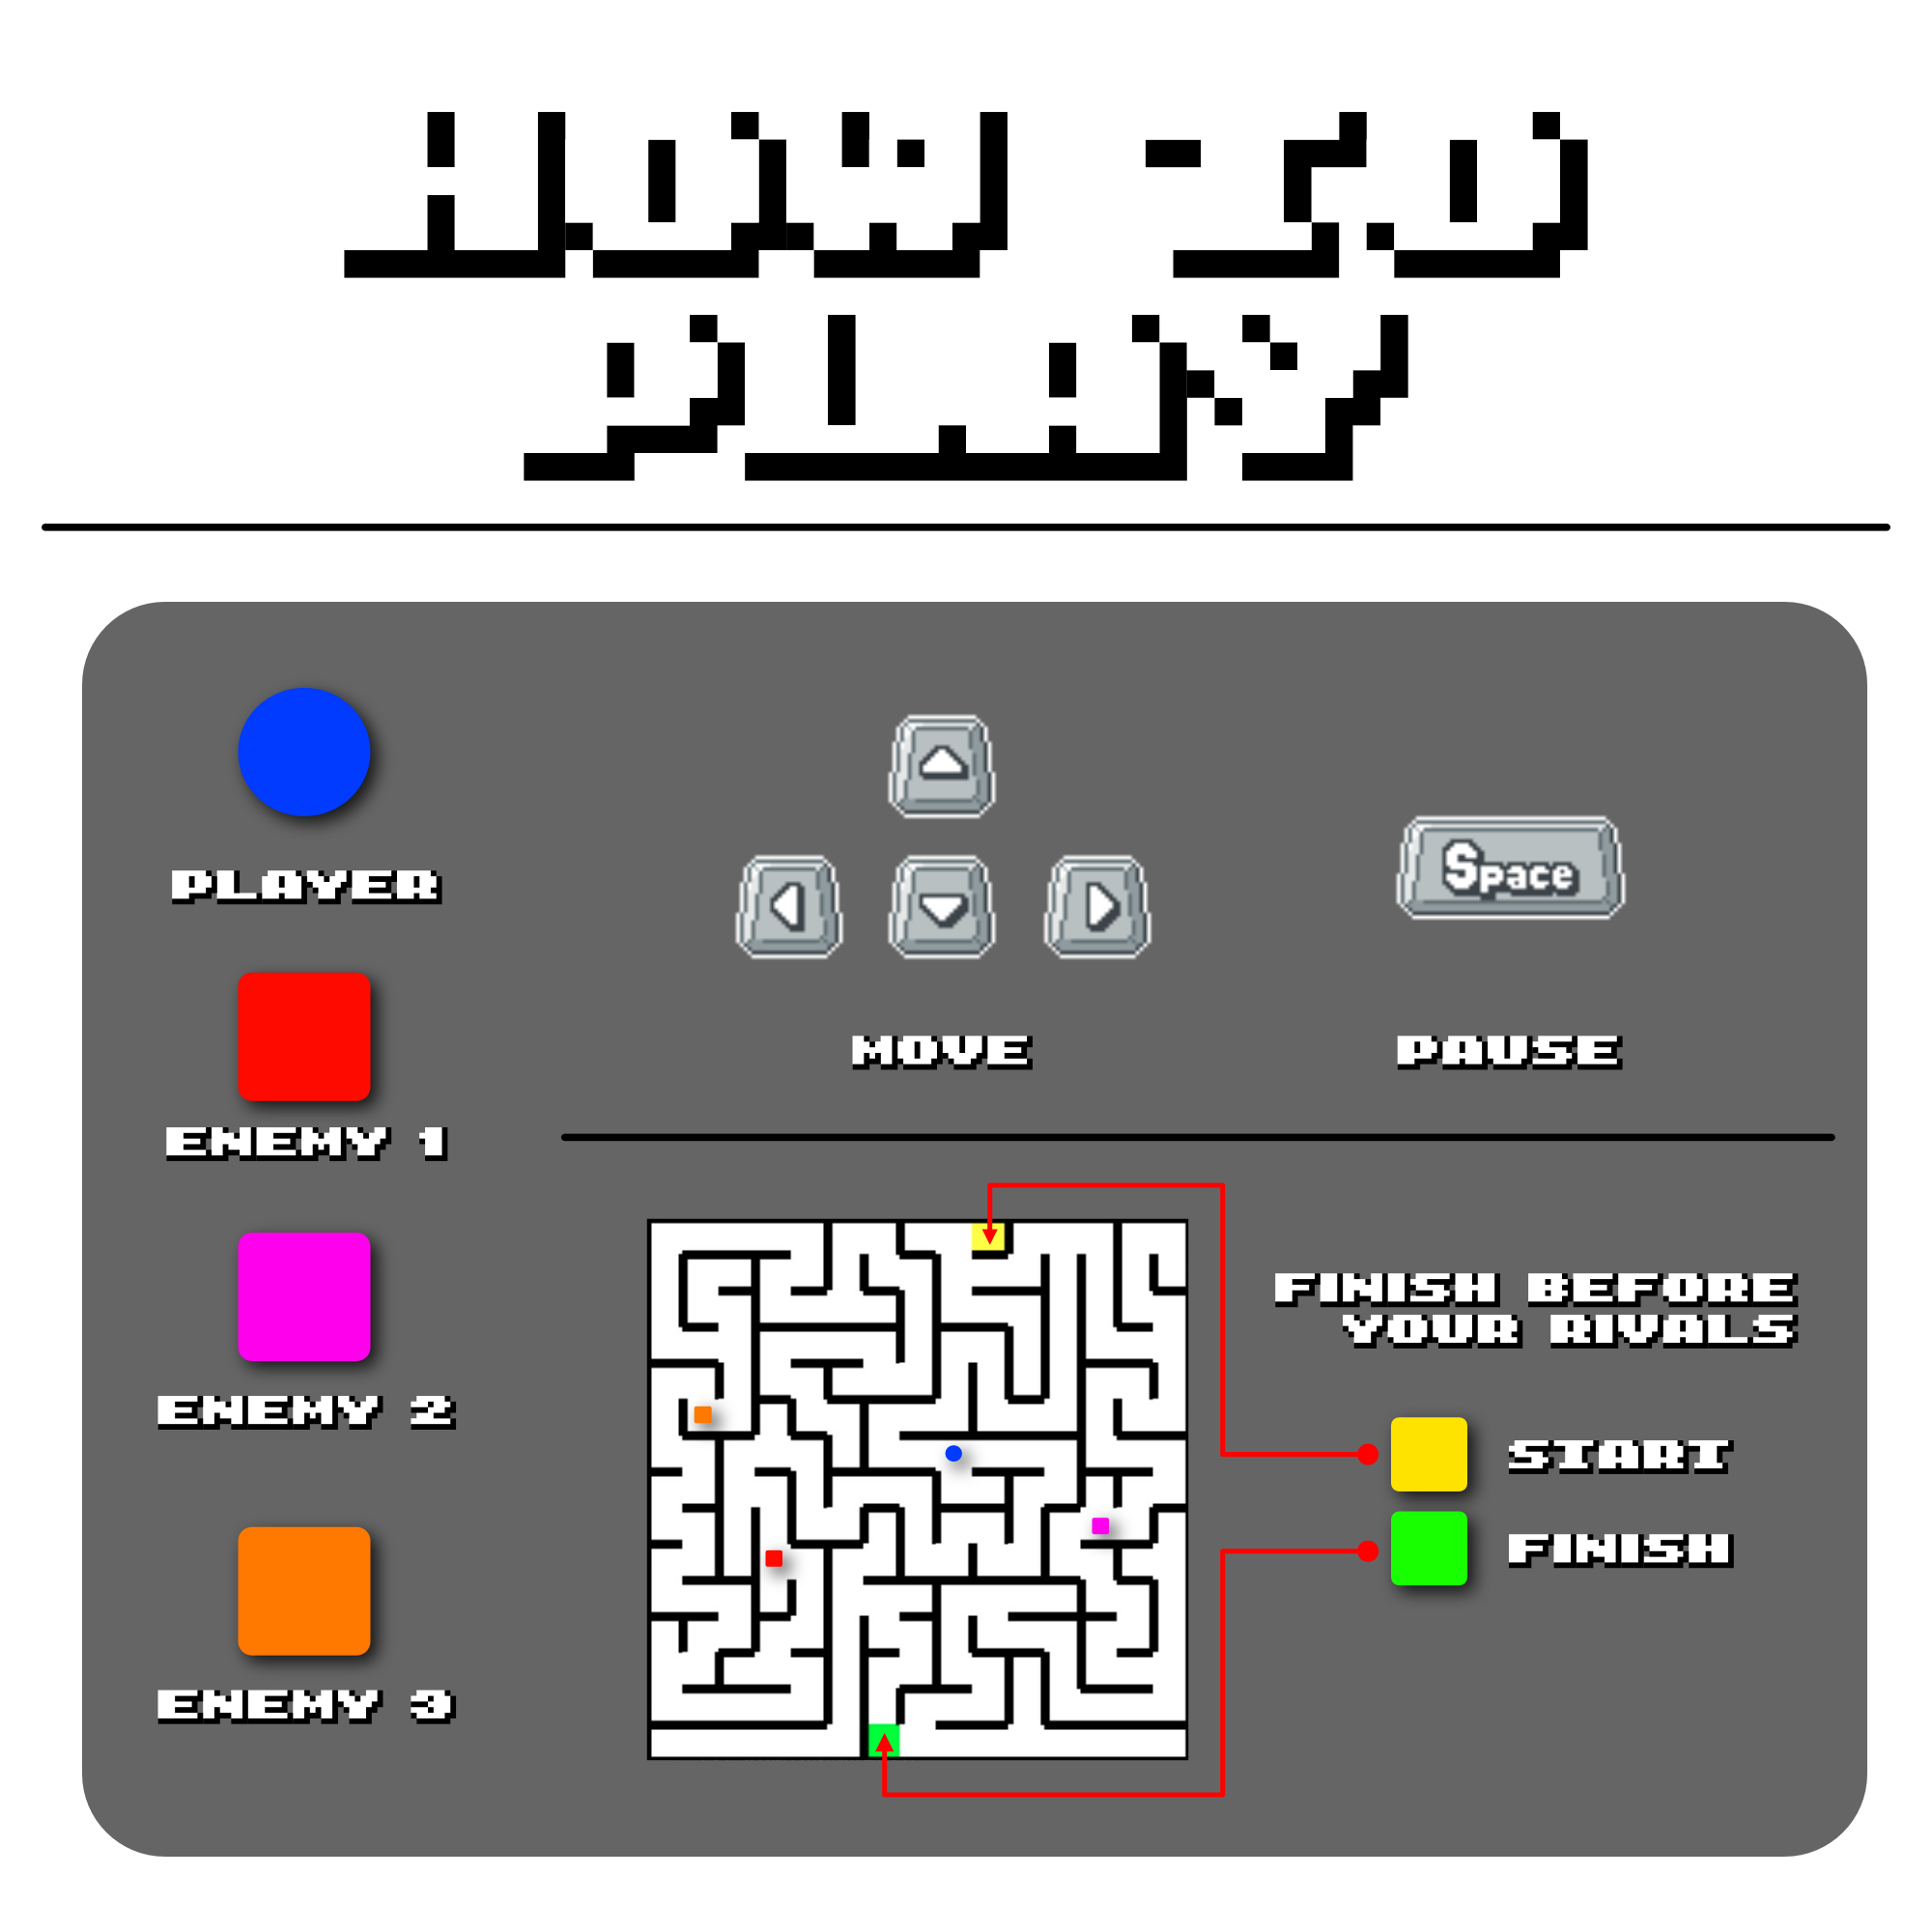 HOW TO
PLAY
PLAYER
MOVE
Space
PAUSE
ENEMY 1
ENEMY 2
ENEMY 3
FINISH BEFORE
YOUR RIVALS
START
FINISH